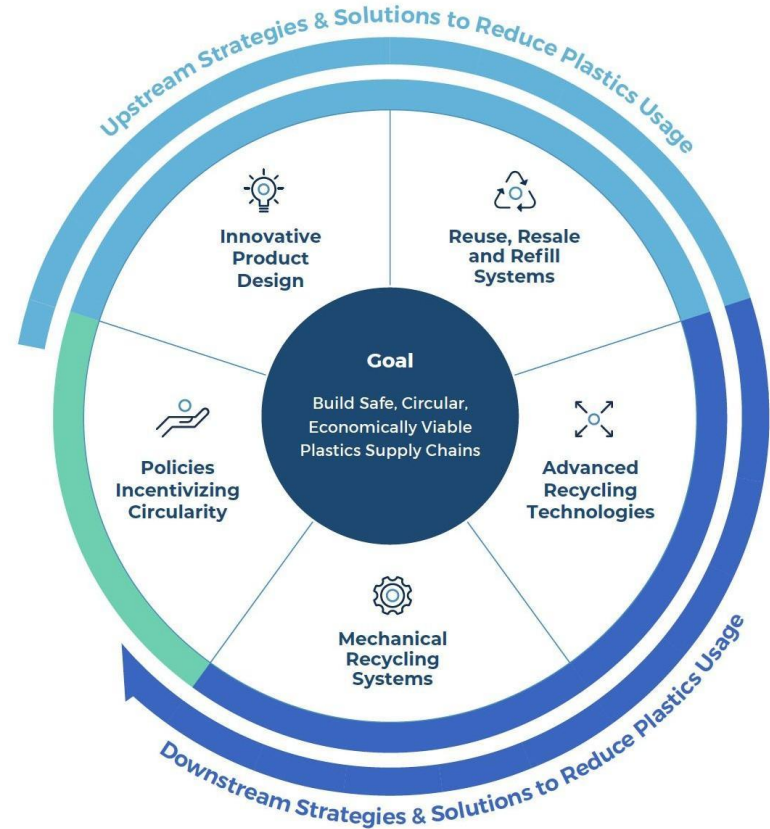 Upstream Strategies & Solutions to Reduce Plastics Usage
Innovative
Product
Design
Reuse, Resale
and Refill
Systems
Goal
Build Safe, Circular,
Economically Viable
Plastics Supply Chains
Policies
Incentivizing
Circularity
Advanced
Recycling
Technologies
Mechanical
Recycling
Systems
Downstream Strategies & Solutions to Reduce Plastics Usage